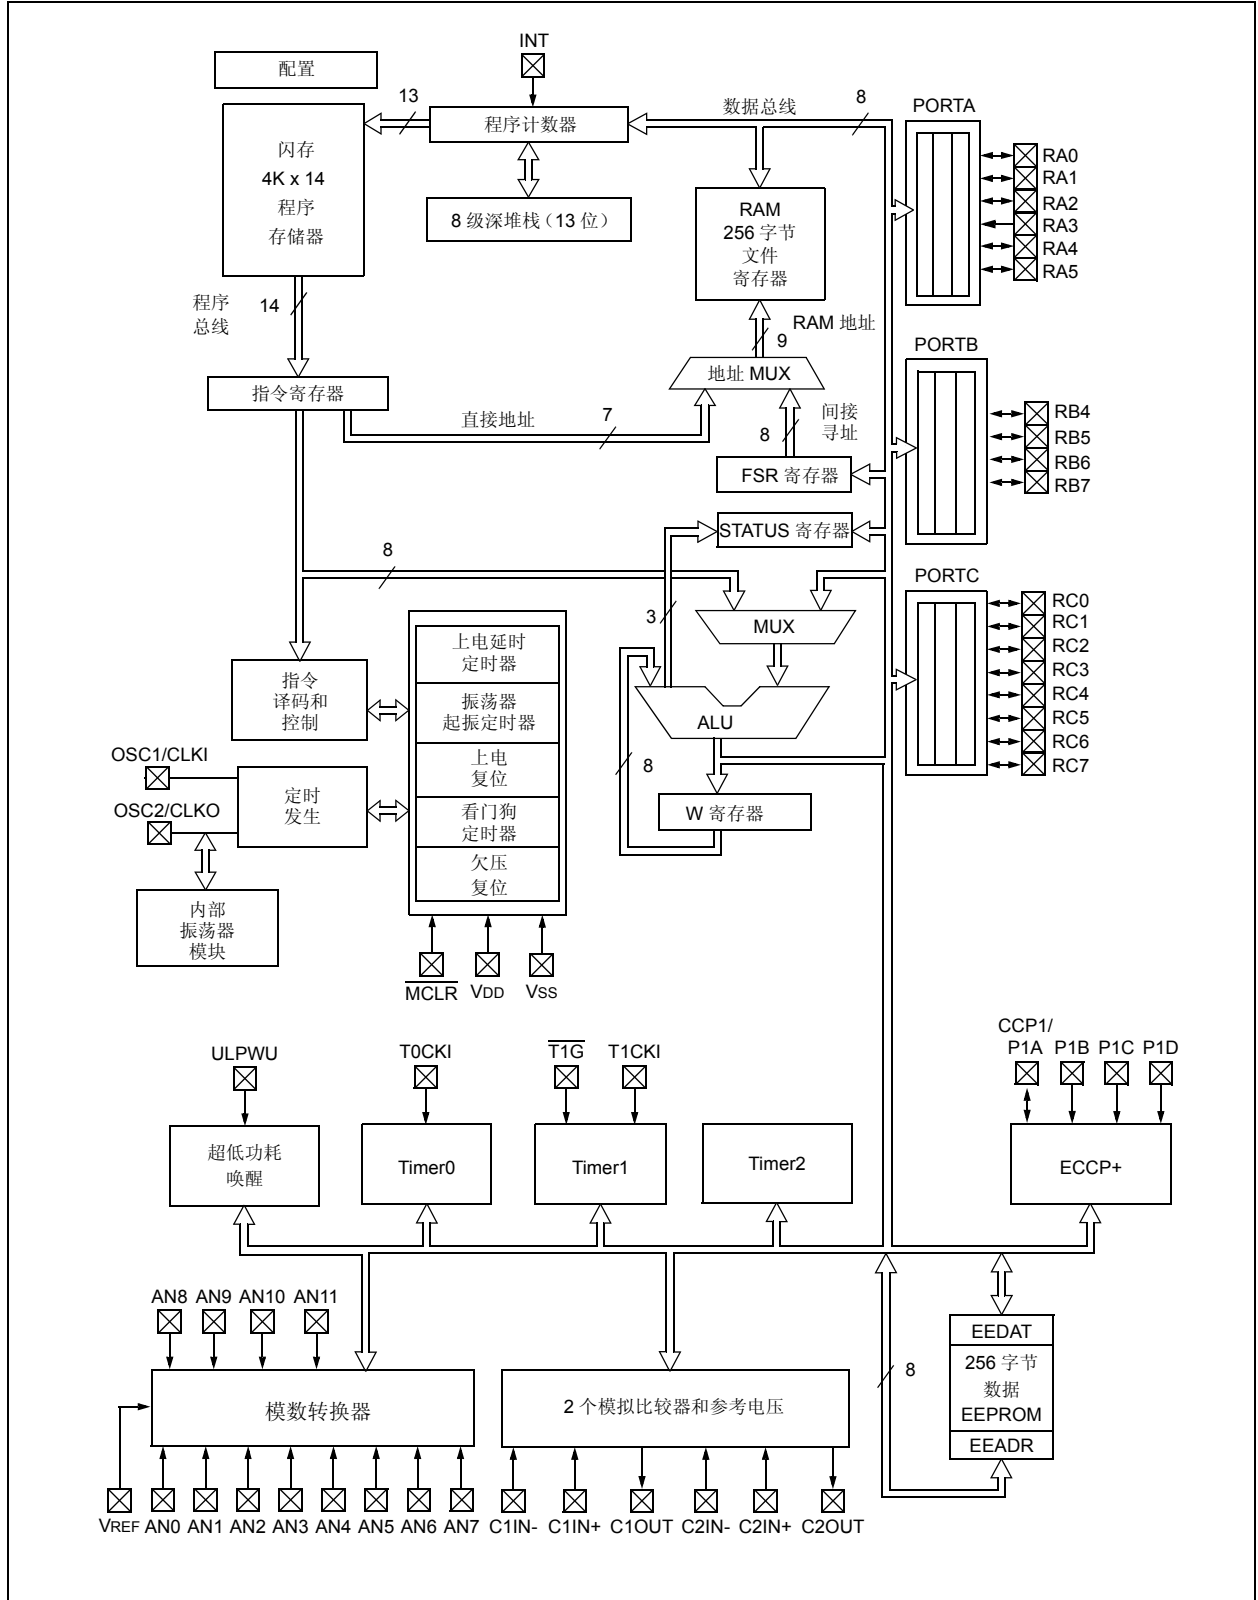 INT
配置
13
程序计数器
数据总线
8
PORTA
闪存
4K x 14
程序
存储器
8 级深堆栈（13 位）
RAM
256 字节
文件
寄存器
RA0
RA1
RA2
RA3
RA4
RA5
程序
总线
14
RAM 地址
9
PORTB
地址 MUX
指令寄存器
直接地址
7
间接
寻址
8
FSR 寄存器
RB4
RB5
RB6
RB7
STATUS 寄存器
8
PORTC
3
MUX
RC0
RC1
RC2
RC3
RC4
RC5
RC6
RC7
上电延时
定时器
指令
译码和
控制
振荡器
起振定时器
ALU
OSC1/CLKI
上电
复位
8
OSC2/CLKO
定时
发生
看门狗
定时器
W 寄存器
欠压
复位
内部
振荡器
模块
MCLR
VDD
VSS
ULPWU
T0CKI
T1G
T1CKI
CCP1/
P1A
P1B
P1C
P1D
超低功耗
唤醒
Timer0
Timer1
Timer2
ECCP+
AN8
AN9
AN10
AN11
EEDAT
256 字节
数据
EEPROM
EEADR
8
模数转换器
2 个模拟比较器和参考电压
VREF
AN0
AN1
AN2
AN3
AN4
AN5
AN6
AN7
C1IN-
C1IN+
C1OUT
C2IN-
C2IN+
C2OUT